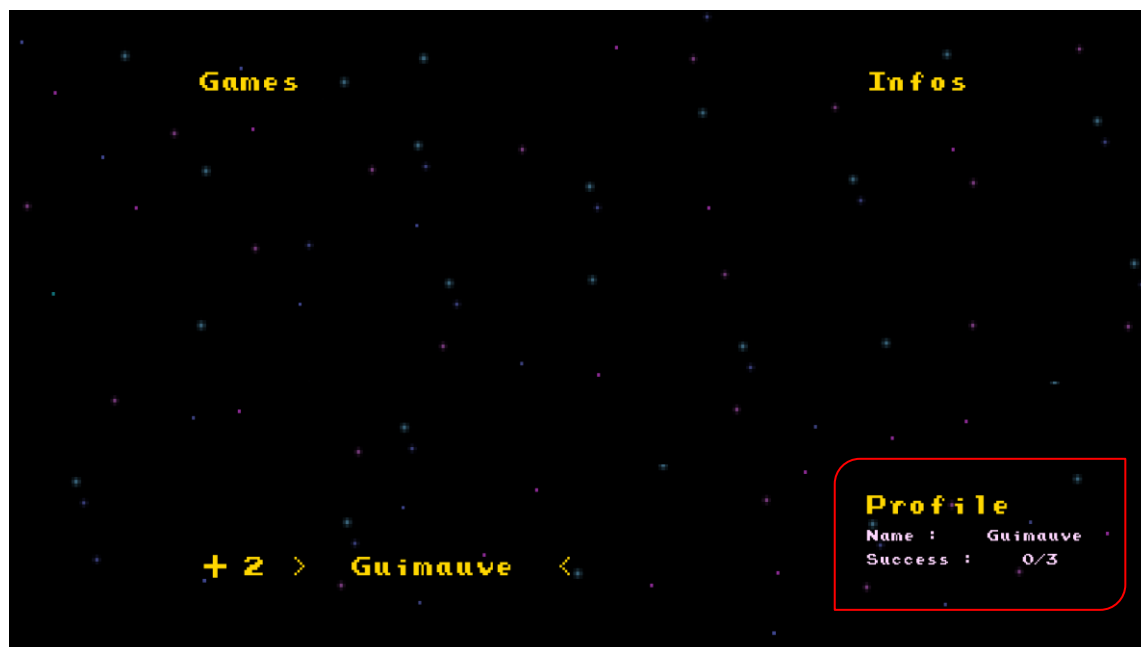 Games
Infos
Profile
Name : Guimauve
Success : 0/3
+ 2 > Guimauve <